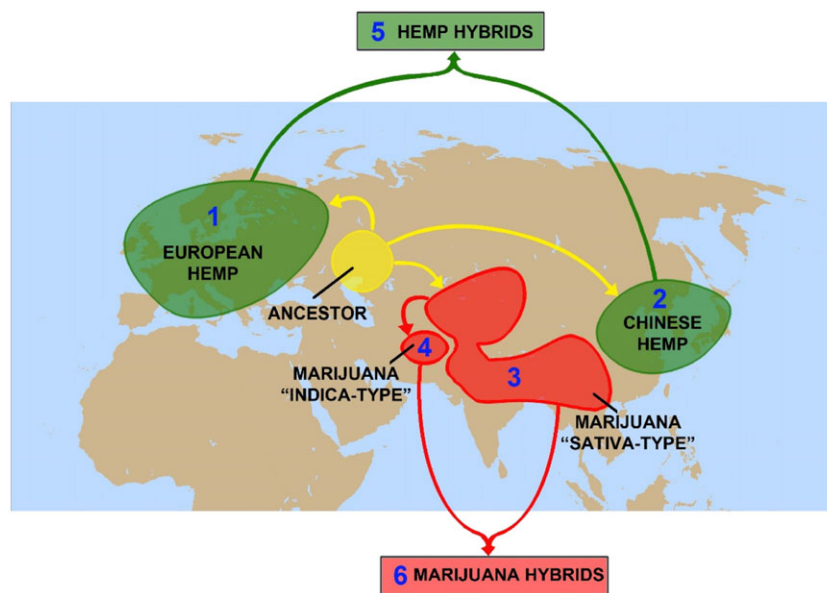 5 HEMP HYBRIDS
1
EUROPEAN
HEMP
ANCESTOR
2
CHINESE
HEMP
4
MARIJUANA
“INDICA-TYPE”
3
MARIJUANA
“SATIVA-TYPE”
6 MARIJUANA HYBRIDS